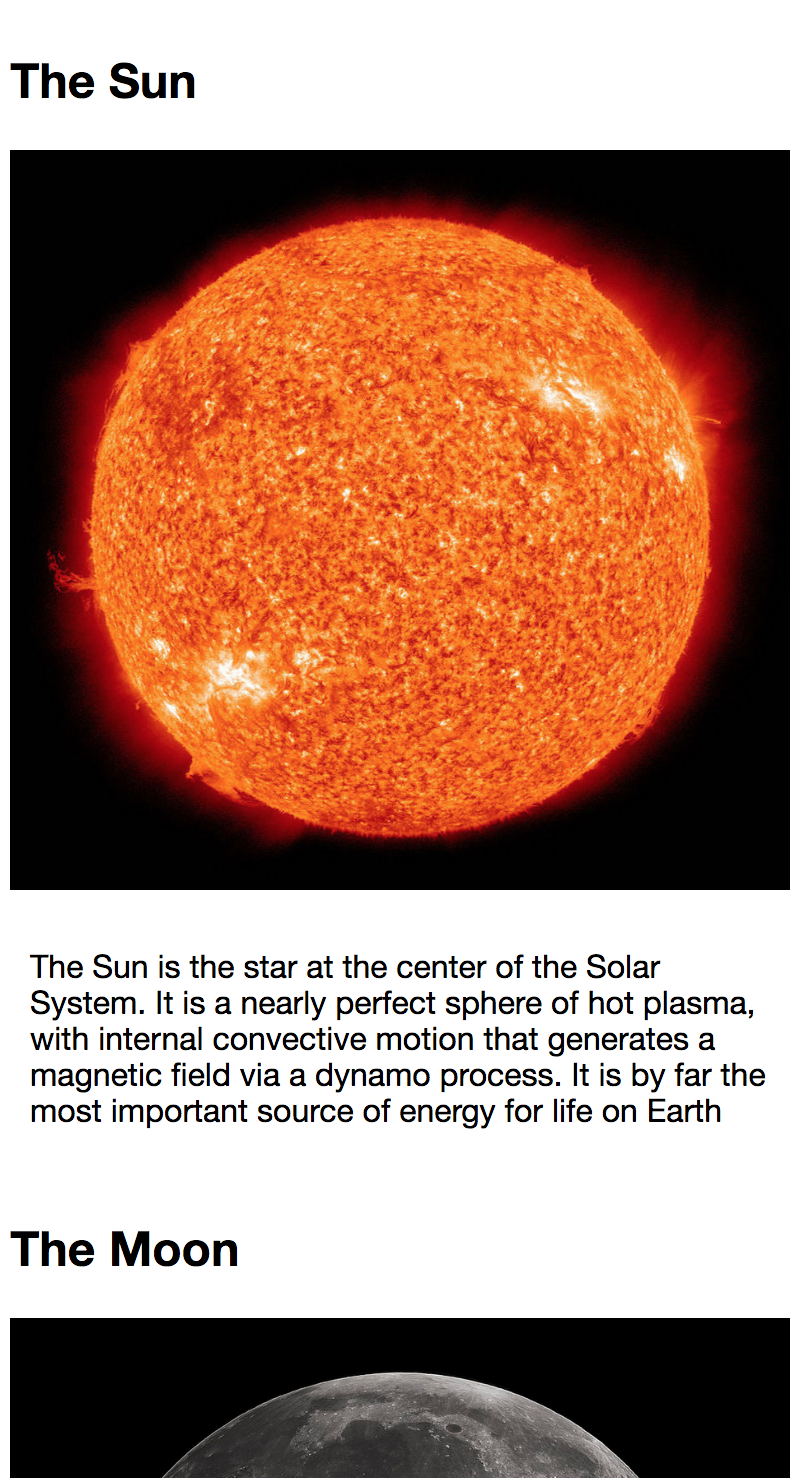 The Sun
The Sun is the star at the center of the Solar
System. It is a nearly perfect sphere of hot plasma,
with internal convective motion that generates a
magnetic field via a dynamo process. It is by far the
most important source of energy for life on Earth
The Moon